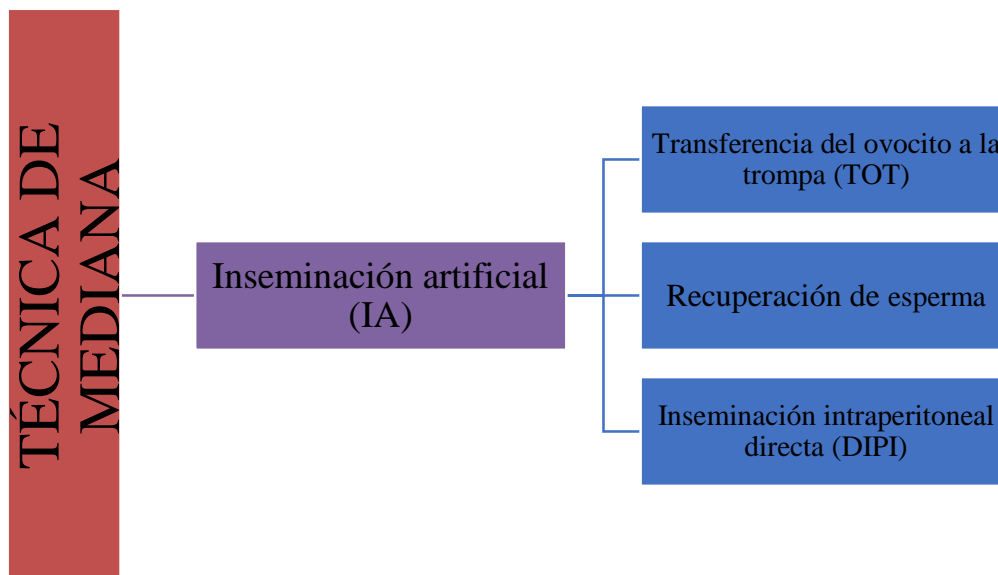 TÉCNICA DE
MEDIANA
Inseminación artificial
(IA)
Transferencia del ovocito a la
trompa (TOT)
Recuperación de esperma
Inseminación intraperitoneal
directa (DIPI)